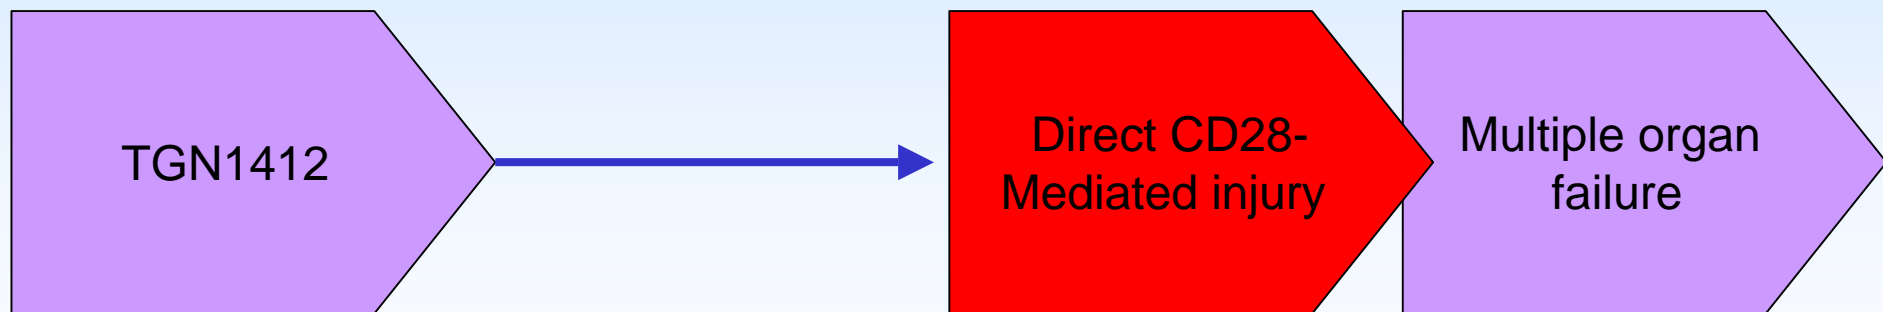 TGN1412
Direct CD28-
Mediated injury
Multiple organ
failure